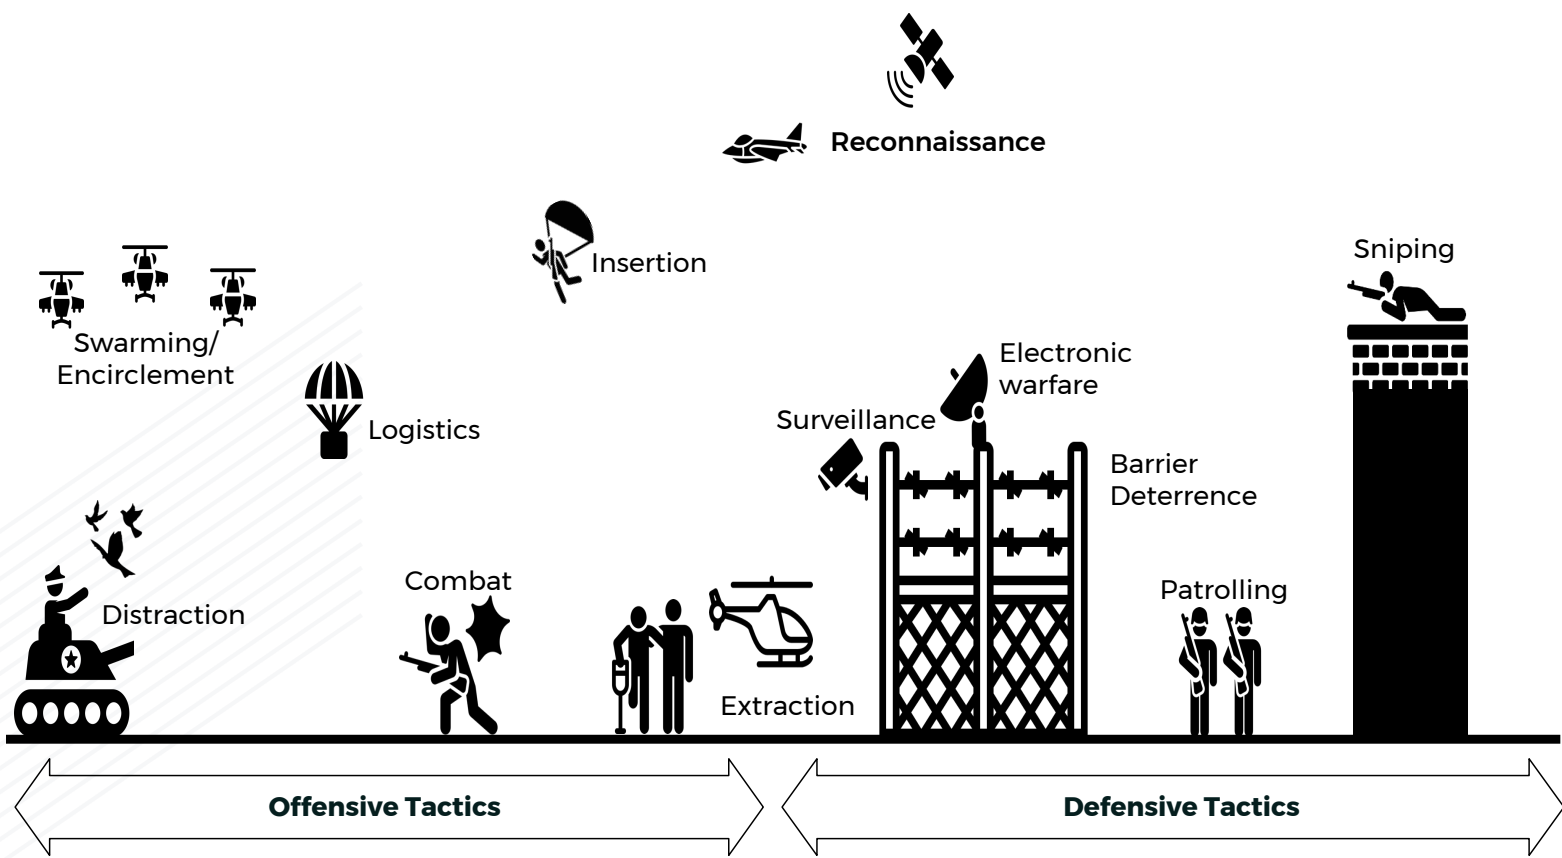 Reconnaissance
Insertion
Sniping
Swarming/
Encirclement
Electronic
warfare
Logistics
Surveillance
Barrier
Deterrence
Combat
Distraction
Patrolling
Extraction
Offensive Tactics
Defensive Tactics